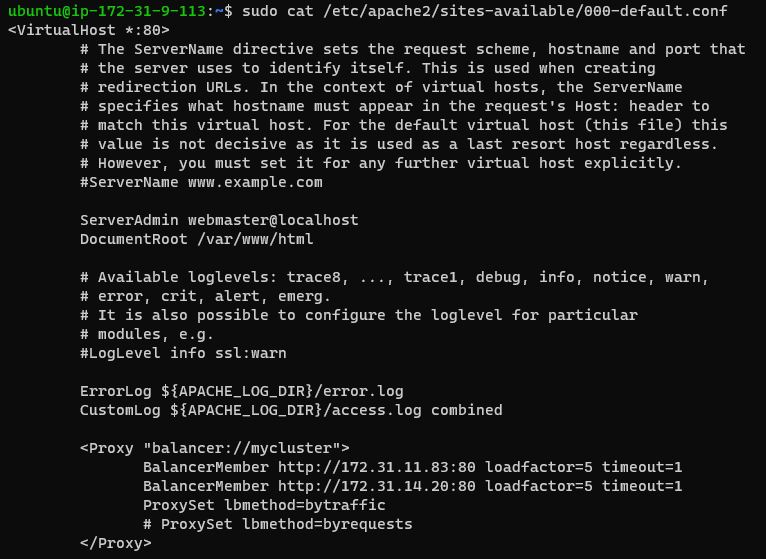 ubuntu@ip-172-31-9-113:~$ sudo cat /etc/apache2/sites-available/000-default.conf
<VirtualHost *:80>
        # The ServerName directive sets the request scheme, hostname and port that
        # the server uses to identify itself. This is used when creating
        # redirection URLs. In the context of virtual hosts, the ServerName
        # specifies what hostname must appear in the request's Host: header to
        # match this virtual host. For the default virtual host (this file) this
        # value is not decisive as it is used as a last resort host regardless.
        # However, you must set it for any further virtual host explicitly.
        #ServerName www.example.com

        ServerAdmin webmaster@localhost
        DocumentRoot /var/www/html

        # Available loglevels: trace8, ..., trace1, debug, info, notice, warn,
        # error, crit, alert, emerg.
        # It is also possible to configure the loglevel for particular
        # modules, e.g.
        #LogLevel info ssl:warn

        ErrorLog ${APACHE_LOG_DIR}/error.log
        CustomLog ${APACHE_LOG_DIR}/access.log combined

        <Proxy "balancer://mycluster">
               BalancerMember http://172.31.11.83:80 loadfactor=5 timeout=1
               BalancerMember http://172.31.14.20:80 loadfactor=5 timeout=1
               ProxySet lbmethod=bytraffic
               # ProxySet lbmethod=byrequests
        </Proxy>